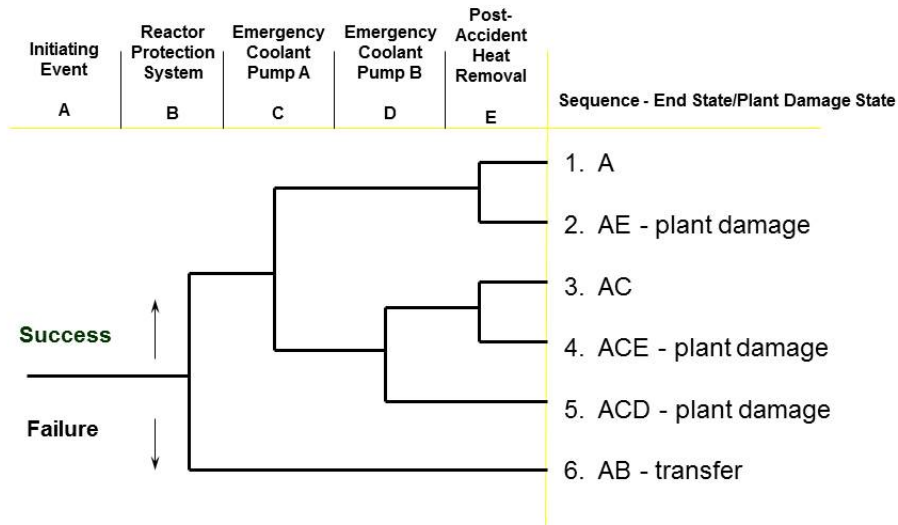 Initiating
Event
A
Reactor
Protection
System
B
Emergency
Coolant
Pump A
C
Emergency
Coolant
Pump B
D
Post-
Accident
Heat
Removal
E
Sequence - End State/Plant Damage State
1. A
2. AE - plant damage
3. AC
4. ACE - plant damage
5. ACD - plant damage
6. AB - transfer
Success
Failure